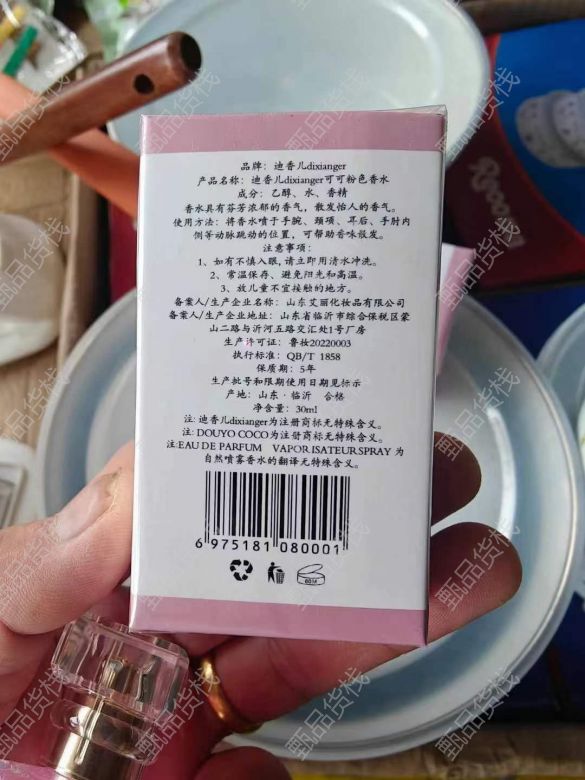 品牌：迪香儿dixianger
产品名称：迪香儿dixianger可可粉色香水
成分：乙醇、水、香精
香水具有芬芳浓郁的香气，散发怡人的香气。
使用方法：将香水喷于手腕、颈项、耳后、手肘内
侧等动脉跳动的位置，可帮助香味散发。
注意事项：
1、如有不慎入眼，请立即用清水冲洗。
2、常温保存、避免阳光和高温。
3、放儿童不宜接触的地方。
备案人/生产企业名称：山东艾丽化妆品有限公司
备案人/生产企业地址：山东省临沂市综合保税区蒙
山二路与沂河五路交汇处1号厂房
生产许可证：鲁妆20220003
执行标准：QB/T 1858
保质期：5年
生产批号和限期使用日期见标示
产地：山东·临沂 合格
净含量：30ml
注：迪香儿dixianger为注册商标无特殊含义。
注：DOUYO COCO为注册商标无特殊含义。
注:EAU DE PARFUM VAPORISATEUR SPRAY 为
自然喷雾香水的翻译无特殊含义。
6 975181 080001
60M
甄品货栈